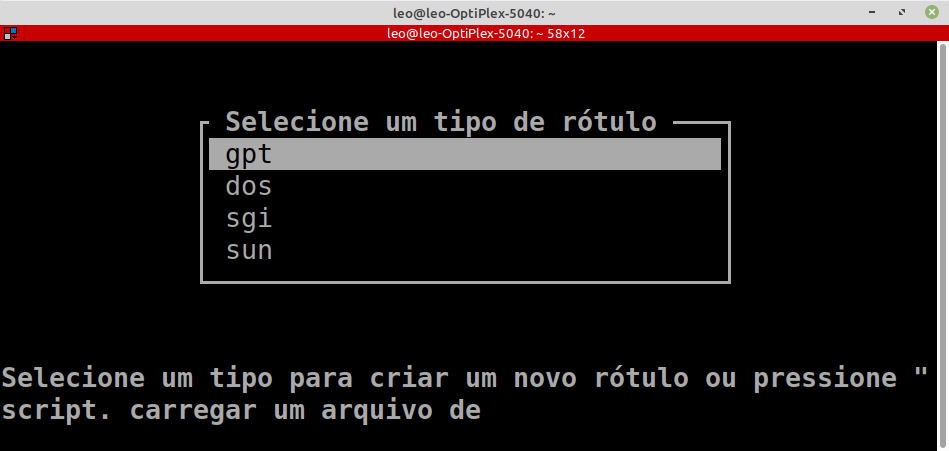 leo@leo-OptiPlex-5040: ~
leo@leo-OptiPlex-5040: ~ 58x12
Selecione um tipo de rótulo
gpt
dos
sgi
sun
Selecione um tipo para criar um novo rótulo ou pressione "
script. carregar um arquivo de